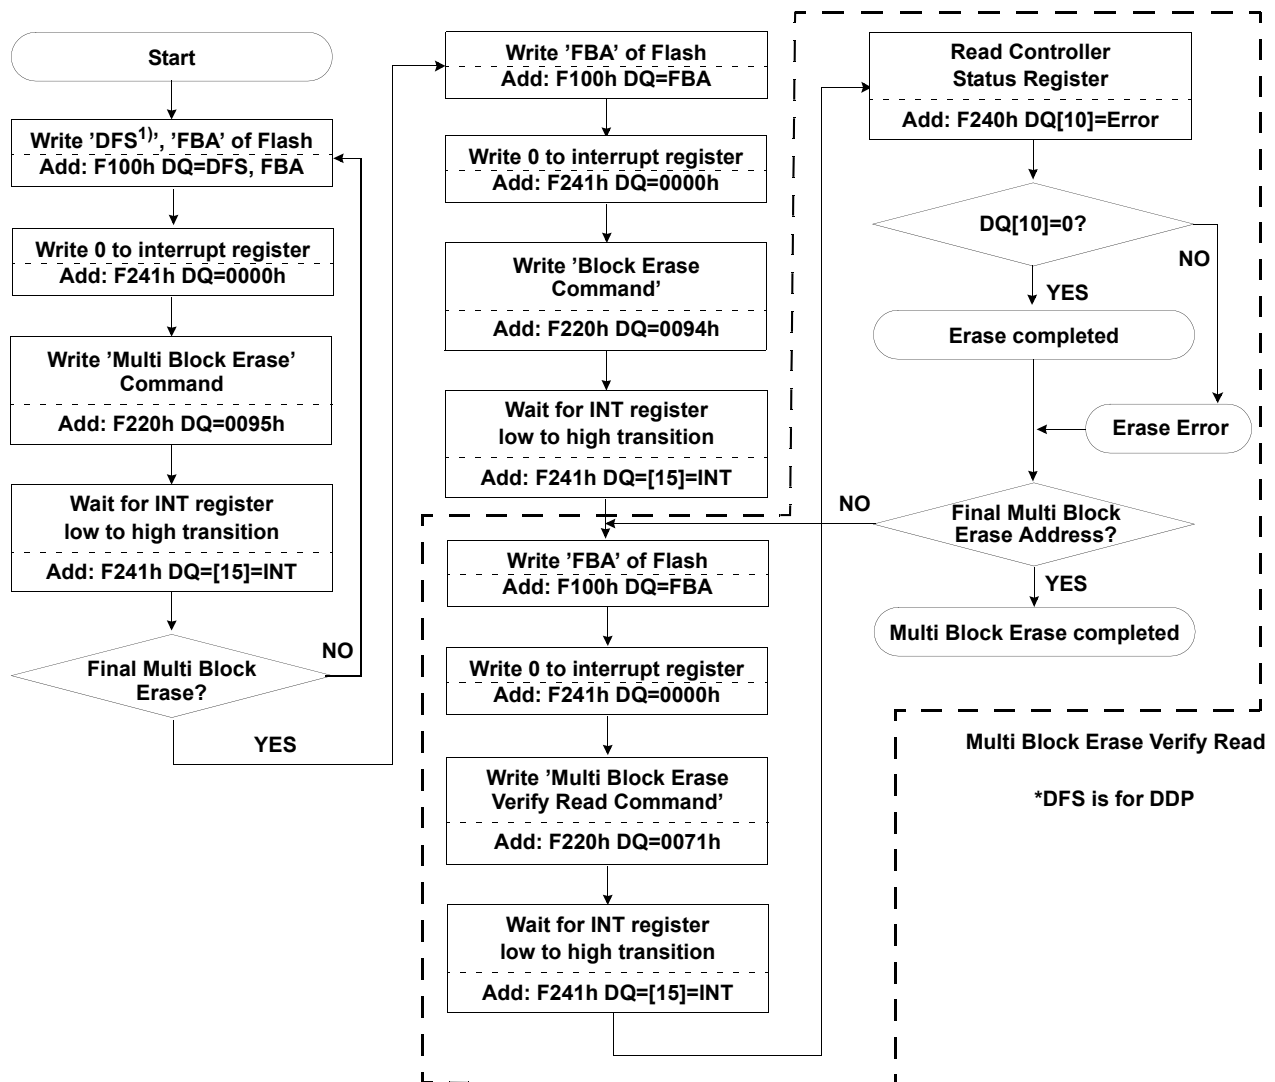 Start
Write ’DFS1)’, ’FBA’ of Flash
Add: F100h DQ=DFS, FBA
Write 0 to interrupt register
Add: F241h DQ=0000h
Write ’Multi Block Erase’
Command
Add: F220h DQ=0095h
Wait for INT register
low to high transition
Add: F241h DQ=[15]=INT
Final Multi Block
Erase?
NO
YES
Write ’FBA’ of Flash
Add: F100h DQ=FBA
Write 0 to interrupt register
Add: F241h DQ=0000h
Write ’Block Erase
Command’
Add: F220h DQ=0094h
Wait for INT register
low to high transition
Add: F241h DQ=[15]=INT
Write ’FBA’ of Flash
Add: F100h DQ=FBA
Write 0 to interrupt register
Add: F241h DQ=0000h
Write ’Multi Block Erase
Verify Read Command’
Add: F220h DQ=0071h
Wait for INT register
low to high transition
Add: F241h DQ=[15]=INT
Read Controller
Status Register
Add: F240h DQ[10]=Error
DQ[10]=0?
NO
YES
Erase completed
Erase Error
NO
Final Multi Block
Erase Address?
YES
Multi Block Erase completed
Multi Block Erase Verify Read
*DFS is for DDP